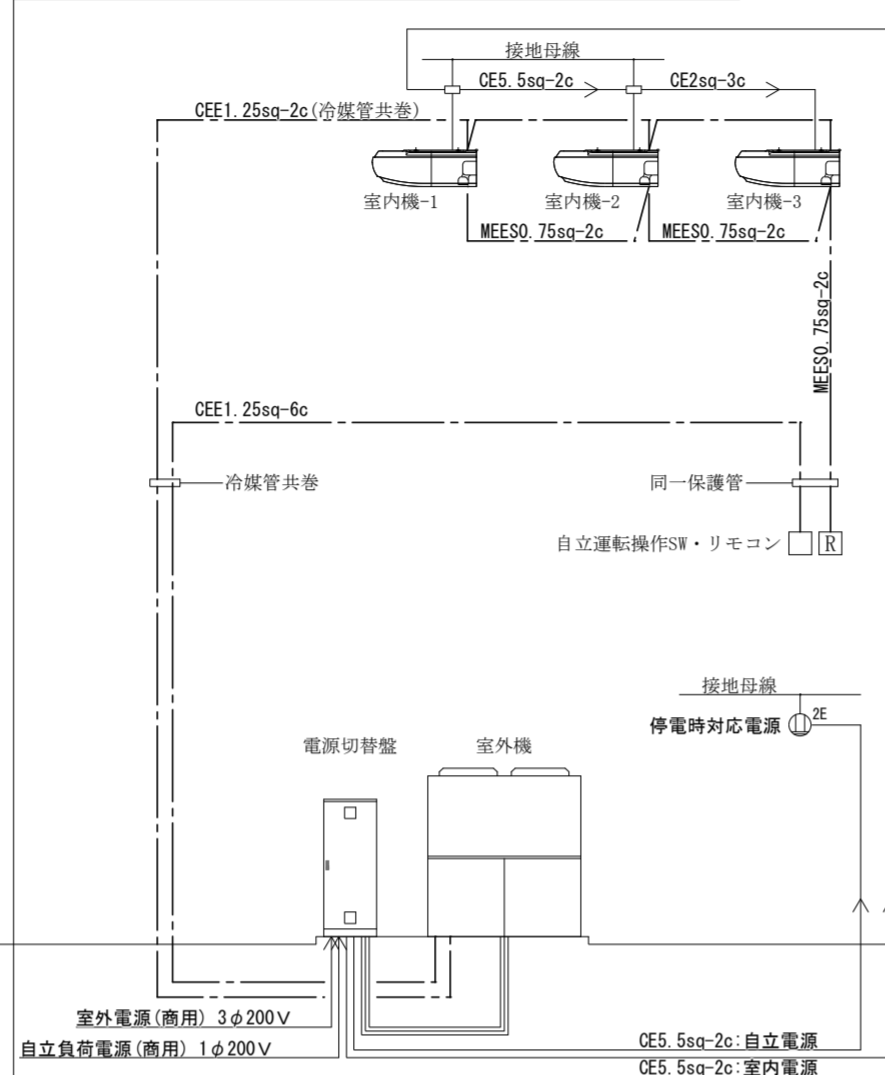 接地母線
CE5.5sq-2c
CE2sq-3c
CEE1.25sq-2c(冷媒管共巻)
室内機-1
室内機-2
室内機-3
MEES0.75sq-2c
MEES0.75sq-2c
MEES0.75sq-2c
CEE1.25sq-6c
冷媒管共巻
同一保護管
自立運転操作SW・リモコン
R
接地母線
停電時対応電源
2E
電源切替盤
室外機
室外電源(商用) 3φ200V
自立負荷電源(商用) 1φ200V
CE5.5sq-2c:自立電源
CE5.5sq-2c:室内電源